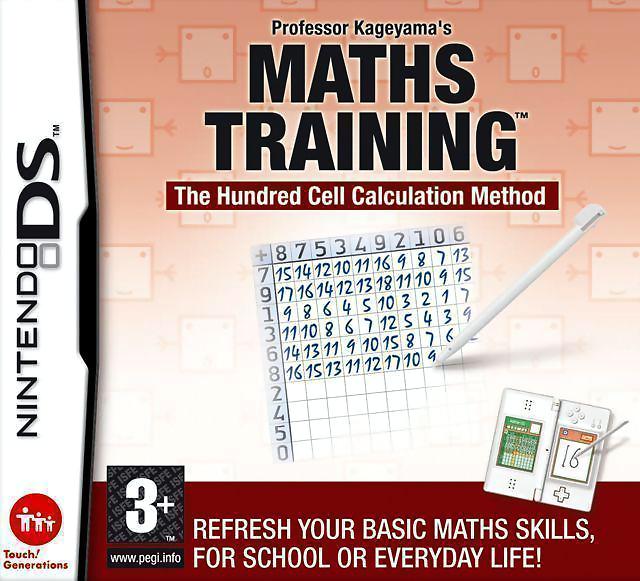 Professor Kageyama's
MATHS
TRAINING™
The Hundred Cell Calculation Method
NINTENDO DS™
+ 8 7 5 3 4 9 2 1 0 6
7 15 14 12 10 11 16 9 8 7 13
9 17 16 14 12 13 18 11 10 9 15
1 9 8 6 4 5 10 3 2 1 7
3 11 10 8 6 7 12 5 4 3 9
6 14 13 11 9 10 15 8 7 6
8 16 15 13 11 12 17 10 9
2
4
5
0
16
3+
™
www.pegi.info
REFRESH YOUR BASIC MATHS SKILLS,
FOR SCHOOL OR EVERYDAY LIFE!
Touch!
Generations